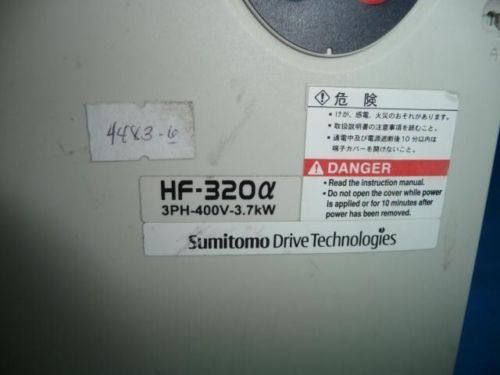 4483-6
危険
・けが、感電、火災のおそれがあります。
・取扱説明書の注意事項を読むこと。
・通電中及び電源遮断後10分以内は
端子カバーを開けないこと。
DANGER
• Read the instruction manual.
• Do not open the cover while power
is applied or for 10 minutes after
power has been removed.
HF-320α
3PH-400V-3.7kW
Sumitomo Drive Technologies